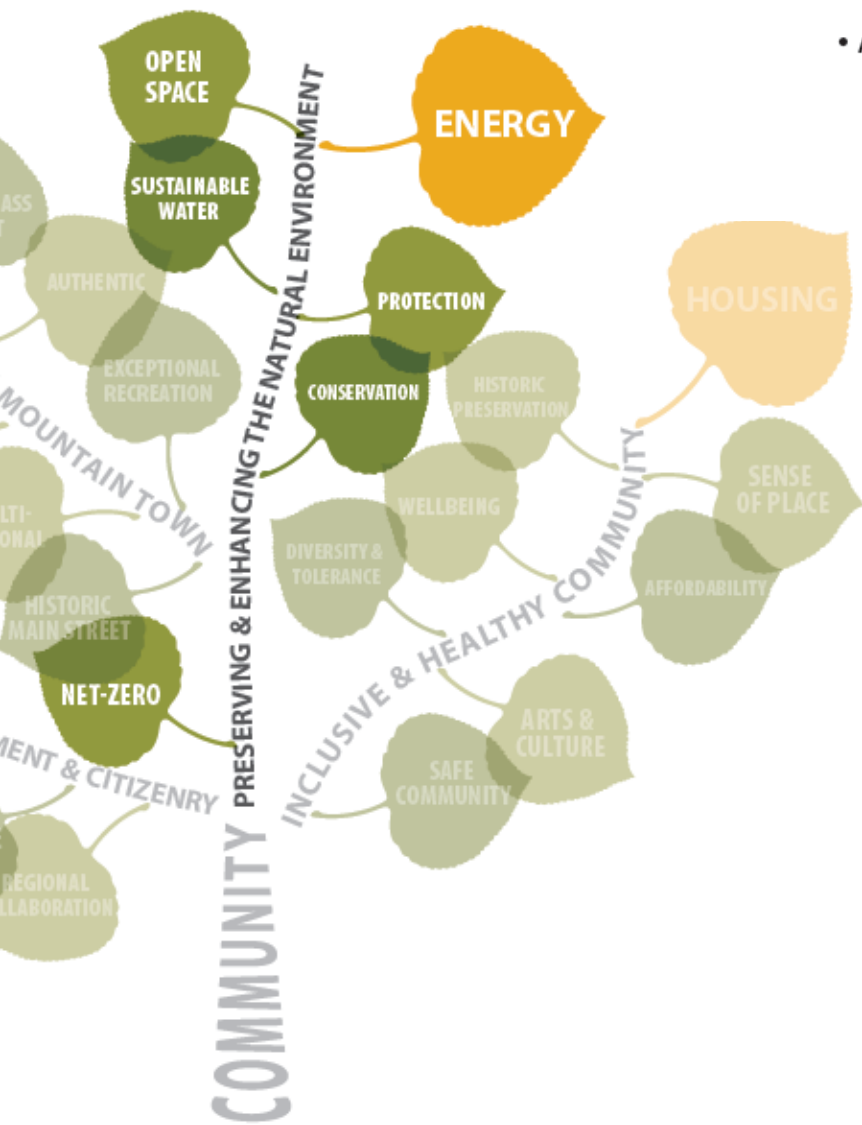 OPEN
SPACE
ENERGY
SUSTAINABLE
WATER
AUTHENTIC
PROTECTION
HOUSING
EXCEPTIONAL
RECREATION
CONSERVATION
HISTORIC
PRESERVATION
PRESERVING & ENHANCING THE NATURAL ENVIRONMENT
MOUNTAIN TOWN
WELLBEING
SENSE
OF PLACE
DIVERSITY &
TOLERANCE
AFFORDABILITY
HISTORIC
MAIN STREET
INCLUSIVE & HEALTHY COMMUNITY
NET-ZERO
ARTS &
CULTURE
& CITIZENRY
SAFE
COMMUNITY
REGIONAL
COMMUNITY